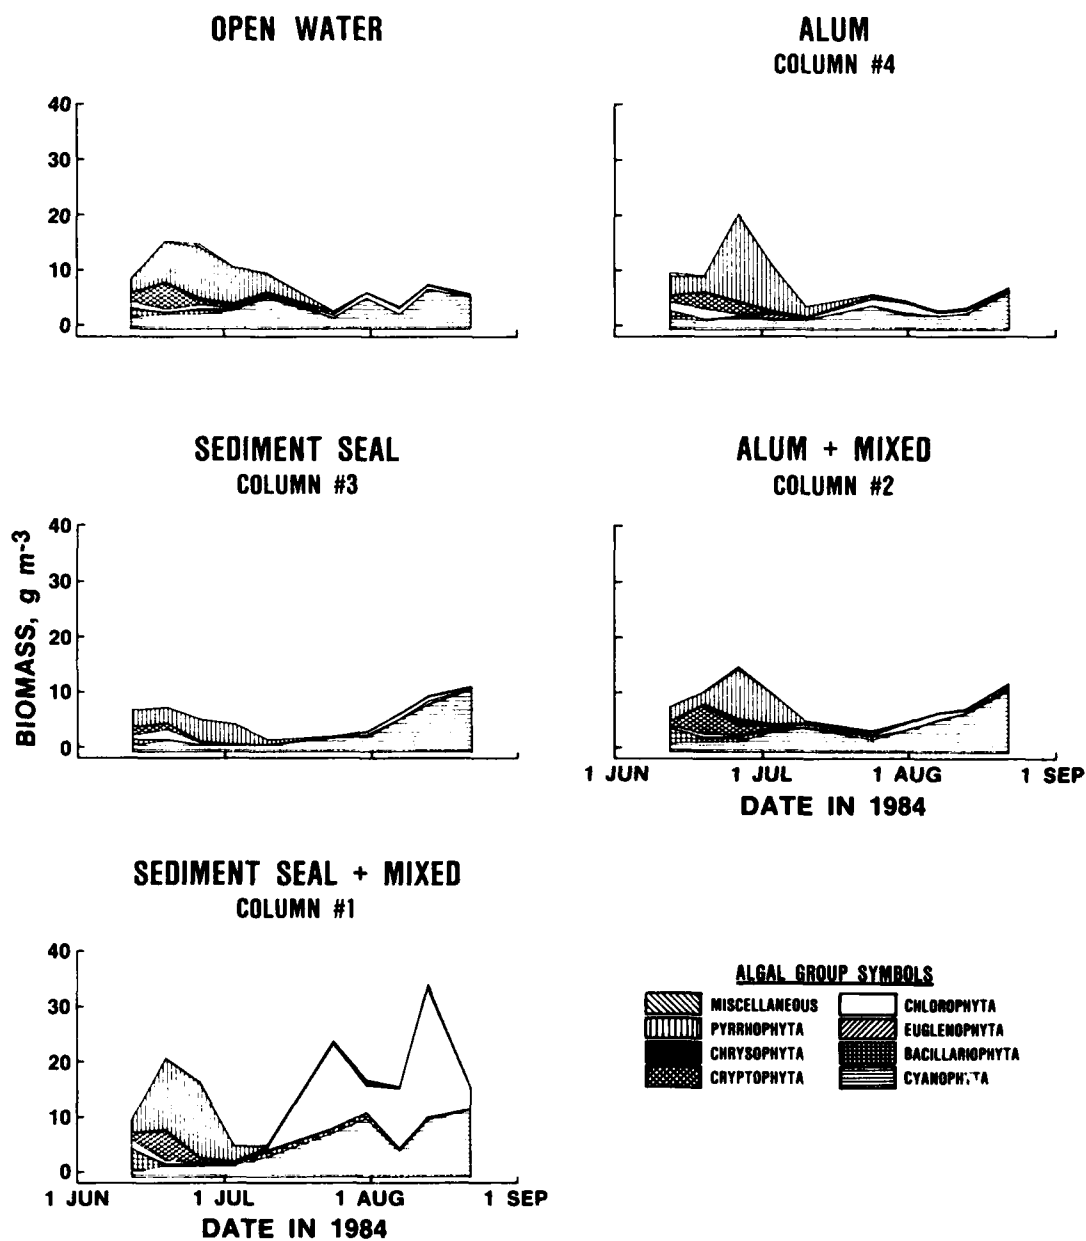 OPEN WATER
40
30
20
10
0
ALUM
COLUMN #4
SEDIMENT SEAL
COLUMN #3
BIOMASS, g m-3
40
30
20
10
0
ALUM + MIXED
COLUMN #2
1 JUN 1 JUL 1 AUG 1 SEP
DATE IN 1984
SEDIMENT SEAL + MIXED
COLUMN #1
40
30
20
10
0
1 JUN 1 JUL 1 AUG 1 SEP
DATE IN 1984
ALGAL GROUP SYMBOLS
MISCELLANEOUS
PYRRHOPHYTA
CHRYSOPHYTA
CRYPTOPHYTA
CHLOROPHYTA
EUGLENOPHYTA
BACILLARIOPHYTA